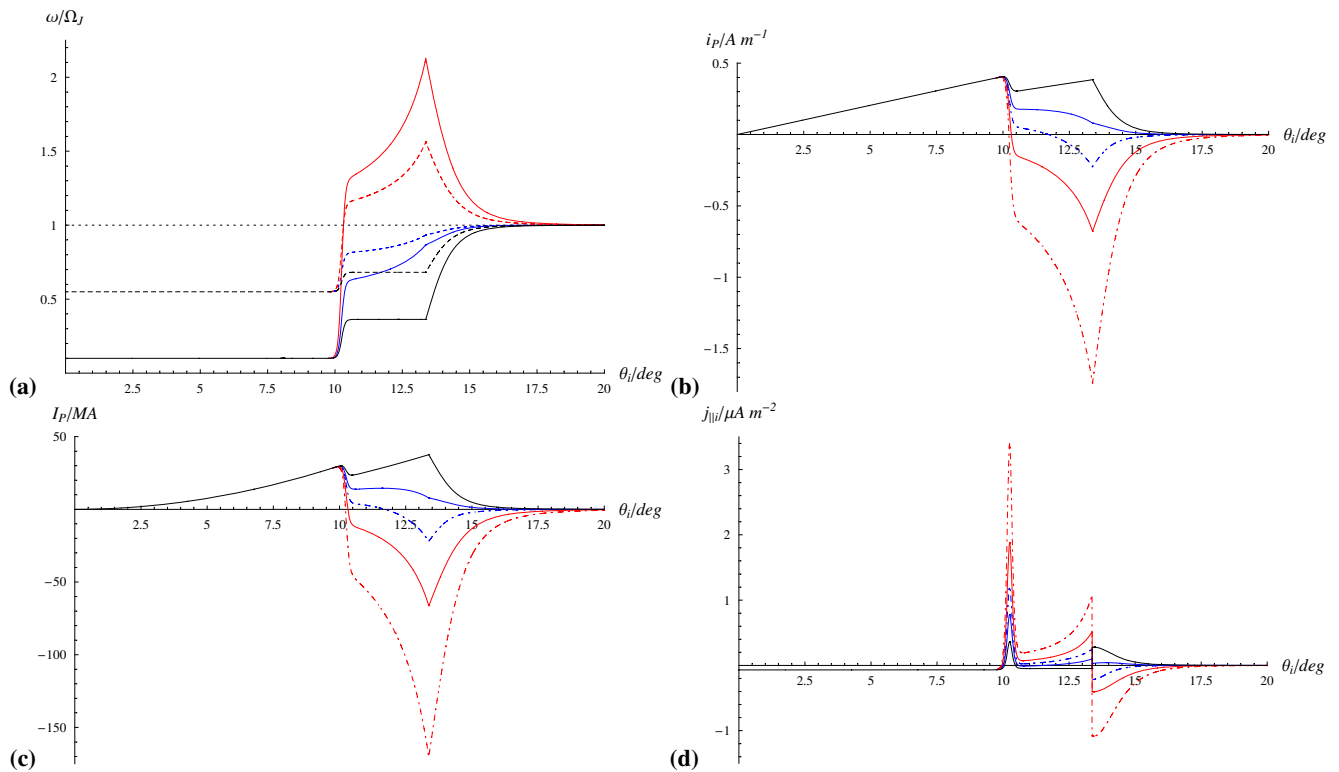 ω/Ω_J
2
1.5
1
0.5
2.5 5 7.5 10 12.5 15 17.5 20
θ_i/deg
(a)
i_P/A m^{-1}
0.5
2.5 5 7.5 10 12.5 15 17.5 20
θ_i/deg
−0.5
−1
−1.5
(b)
I_P/MA
50
2.5 5 7.5 10 12.5 15 17.5 20
θ_i/deg
−50
−100
−150
(c)
j_{||i}/μA m^{-2}
3
2
1
2.5 5 7.5 10 12.5 15 17.5 20
θ_i/deg
−1
(d)